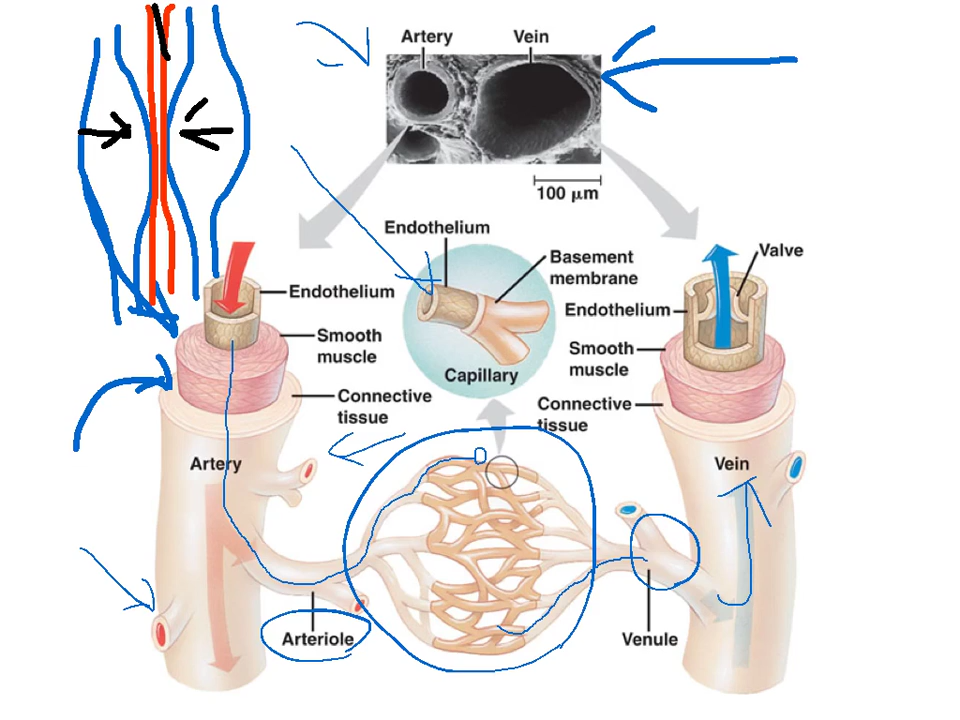 Artery
Vein
100 μm
Endothelium
Basement
membrane
Valve
Endothelium
Endothelium
Smooth
muscle
Smooth
muscle
Capillary
Connective
tissue
Connective
tissue
Artery
Vein
Arteriole
Venule